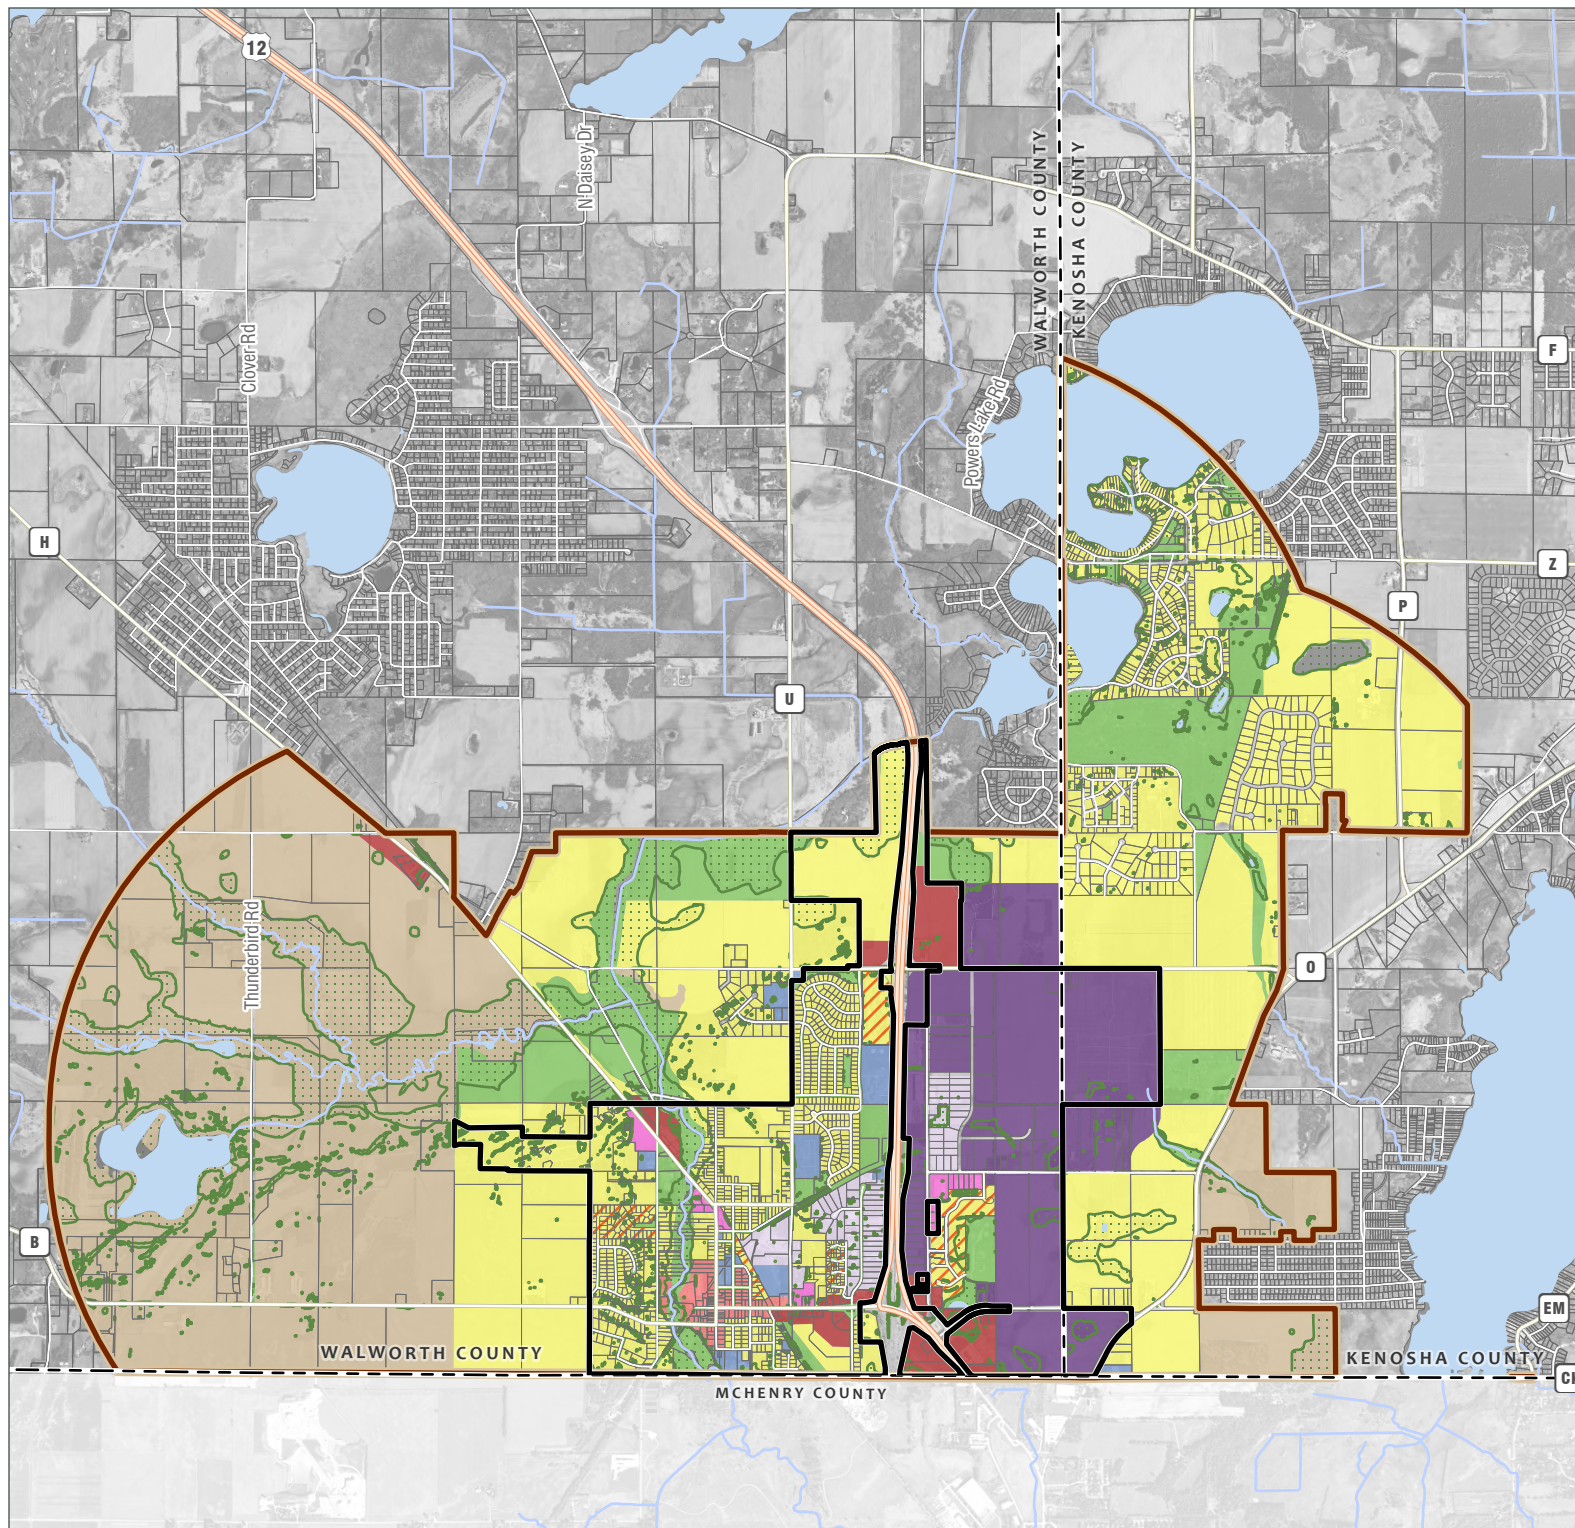 12
N Daisey Dr
WALWORTH COUNTY
KENOSHA COUNTY
Clover Rd
F
Powers Lake Rd
H
Z
P
U
Thunderbird Rd
O
B
EM
WALWORTH COUNTY
KENOSHA COUNTY
MCHENRY COUNTY